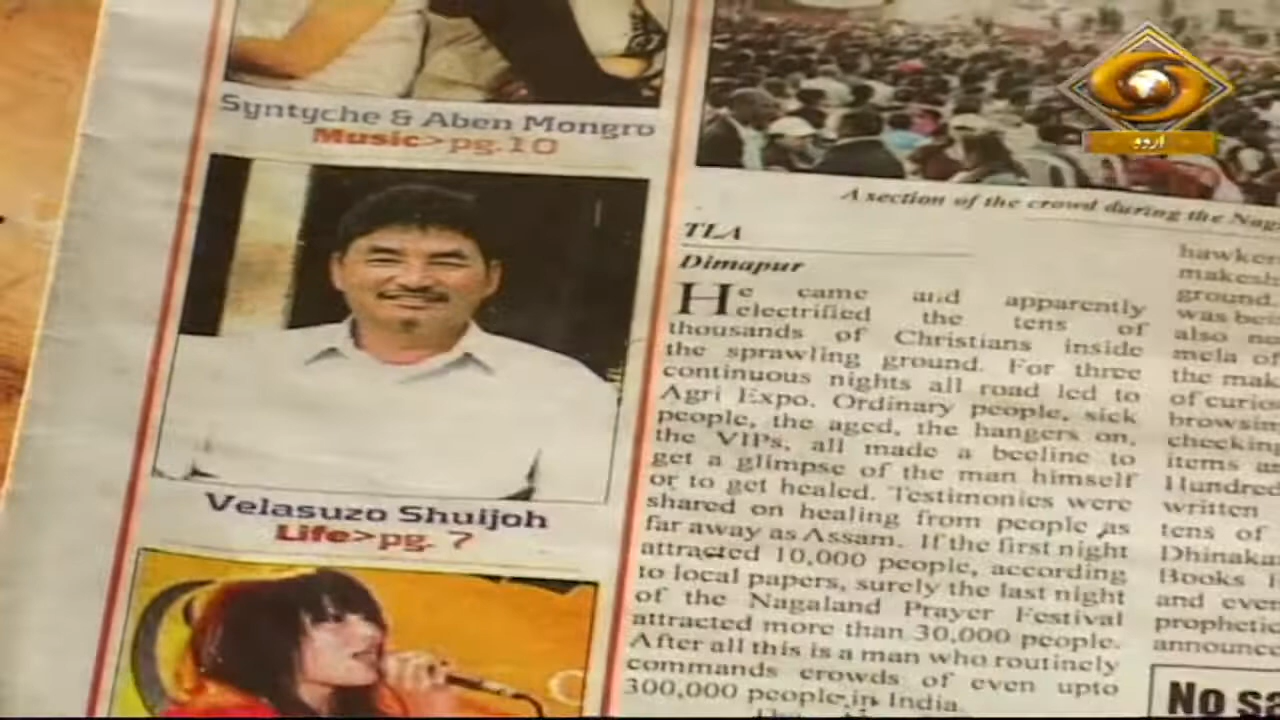 Syntyche & Aben Mongro
Music>pg.10
Velasuzo Shuijoh
Life>pg. 7
اردو
A section of the crowd during the Nag
TLA
Dimapur
He came and apparently
electrified the tens of
thousands of Christians inside
the sprawling ground. For three
continuous nights all road led to
Agri Expo. Ordinary people, sick
people, the aged, the hangers on,
the VIPs, all made a beeline to
get a glimpse of the man himself
or to get healed. Testimonies were
shared on healing from people as
far away as Assam. If the first night
attracted 10,000 people, according
to local papers, surely the last night
of the Nagaland Prayer Festival
attracted more than 30,000 people.
After all this is a man who routinely
commands crowds of even upto
300,000 people in India.
hawker
makesh
ground.
was bei
also no
mela of
the mak
of curio
browsin
checking
items a
Hundred
written
tens of
Dhinaka
Books
and eve
prophetic
announce
No sa